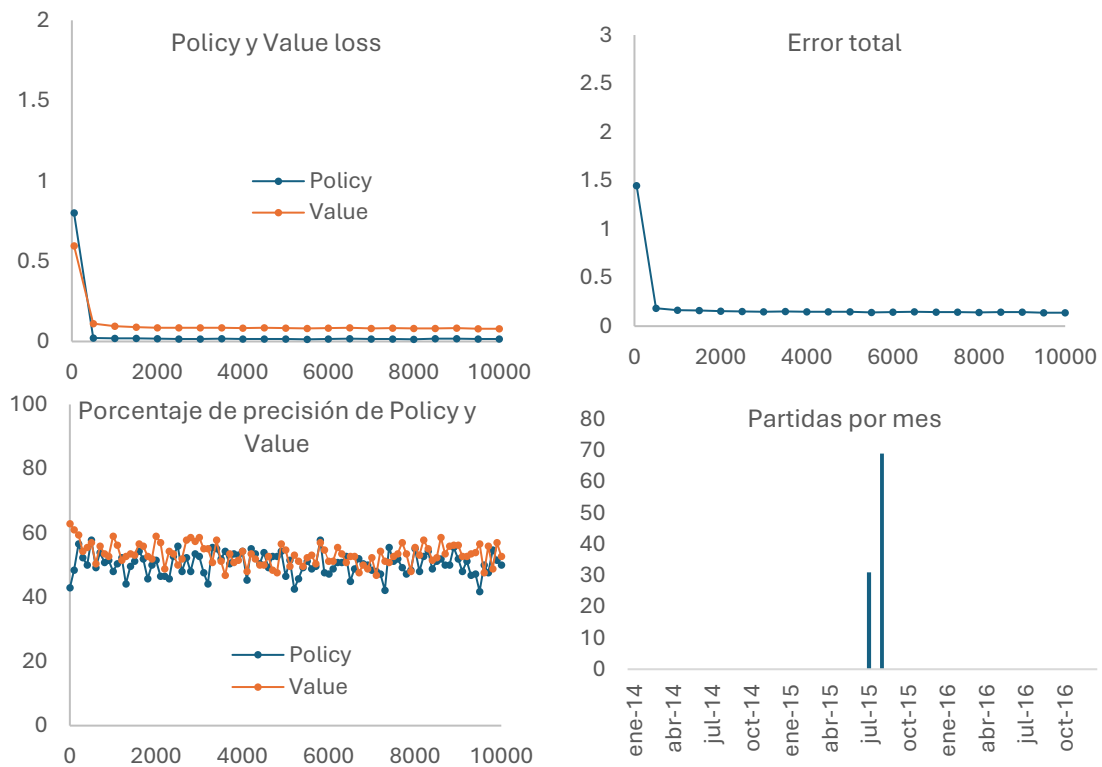 Policy y Value loss
2
1.5
1
0.5
0
Policy
Value
0 2000 4000 6000 8000 10000
Error total
3
2.5
2
1.5
1
0.5
0
0 2000 4000 6000 8000 10000
Porcentaje de precisión de Policy y
Value
100
80
60
40
20
0
Policy
Value
0 2000 4000 6000 8000 10000
Partidas por mes
80
70
60
50
40
30
20
10
0
ene-14 abr-14 jul-14 oct-14 ene-15 abr-15 jul-15 oct-15 ene-16 abr-16 jul-16 oct-16